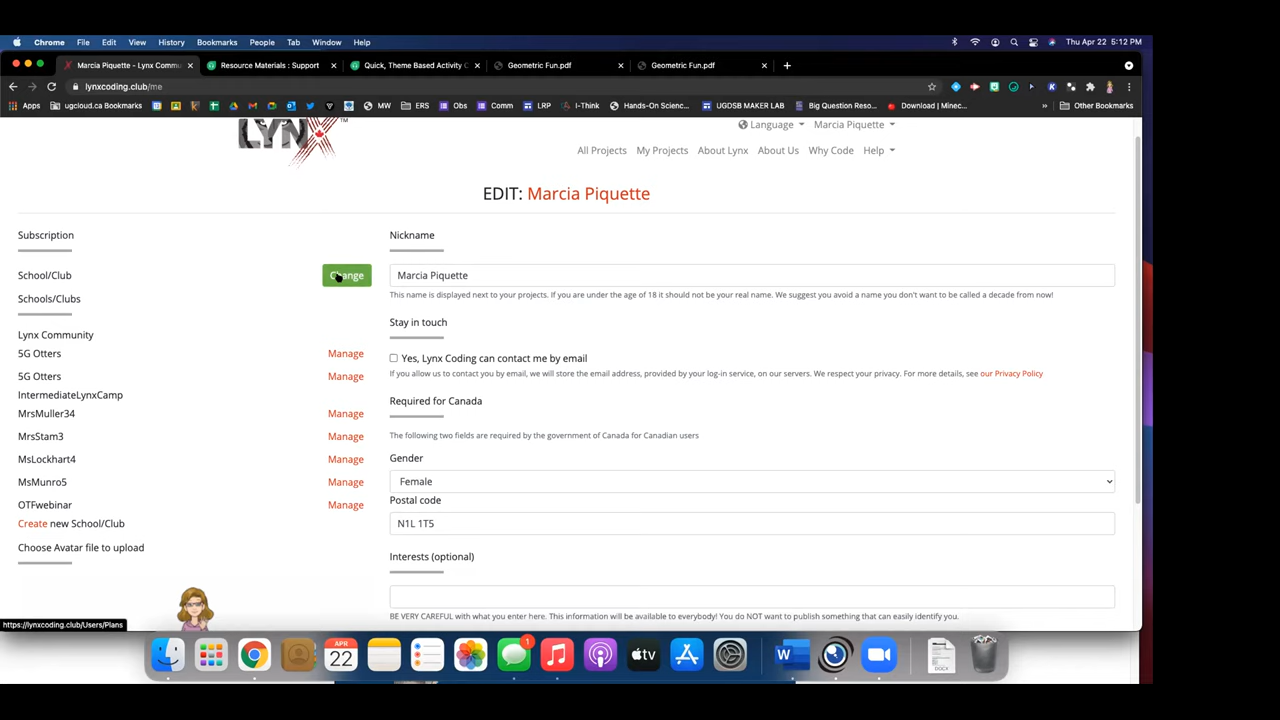 Chrome File Edit View History Bookmarks People Tab Window Help Thu Apr 22 5:12 PM
Marcia Piquette - Lynx Commu × Resource Materials : Support × Quick, Theme Based Activity C × Geometric Fun.pdf × Geometric Fun.pdf × +
lynxcoding.club/me
Apps ugcloud.ca Bookmarks MW ERS Obs Comm LRP I-Think Hands-On Scienc... UGDSB MAKER LAB Big Question Reso... Download | Minec... » Other Bookmarks
LYNX™
Language Marcia Piquette
All Projects My Projects About Lynx About Us Why Code Help
EDIT: Marcia Piquette
Subscription
School/Club Change
Schools/Clubs
Lynx Community
5G Otters Manage
5G Otters Manage
IntermediateLynxCamp
MrsMuller34 Manage
MrsStam3 Manage
MsLockhart4 Manage
MsMunro5 Manage
OTFwebinar Manage
Create new School/Club
Choose Avatar file to upload
Nickname
Marcia Piquette
This name is displayed next to your projects. If you are under the age of 18 it should not be your real name. We suggest you avoid a name you don't want to be called a decade from now!
Stay in touch
Yes, Lynx Coding can contact me by email
If you allow us to contact you by email, we will store the email address, provided by your log-in service, on our servers. We respect your privacy. For more details, see our Privacy Policy
Required for Canada
The following two fields are required by the government of Canada for Canadian users
Gender
Female
Postal code
N1L 1T5
Interests (optional)
BE VERY CAREFUL with what you enter here. This information will be available to everybody! You do NOT want to publish something that can easily identify you.
https://lynxcoding.club/Users/Plans
APR
22
1
tv
W
DOCX